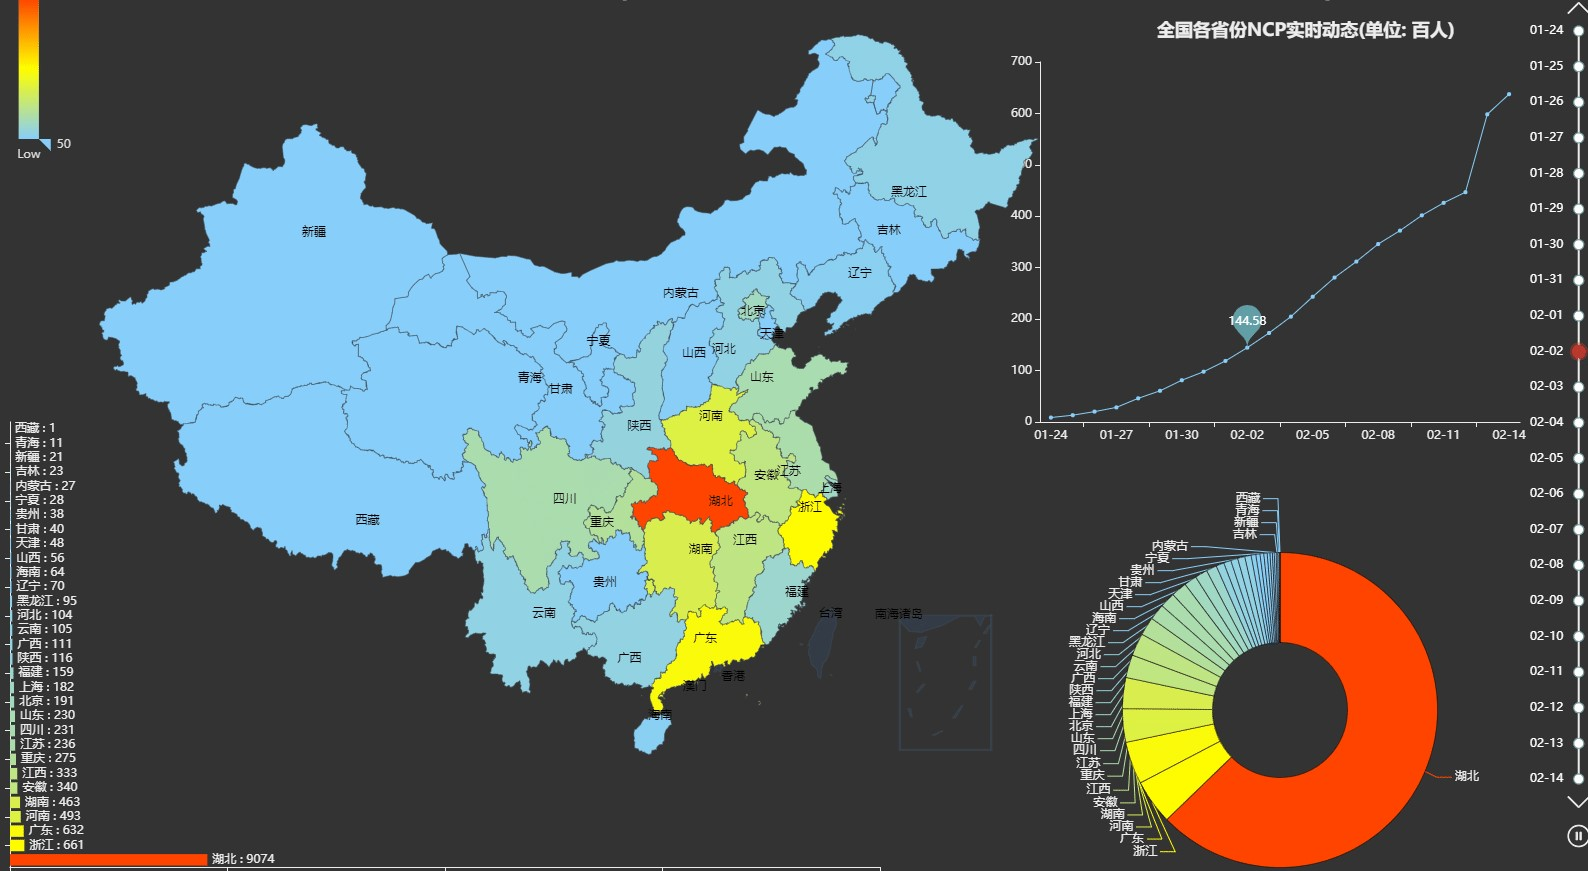 50
Low
新疆
黑龙江
吉林
辽宁
内蒙古
北京
天津
宁夏
山西
河北
青海
甘肃
山东
陕西
河南
安徽
江苏
上海
四川
湖北
浙江
重庆
西藏
湖南
江西
贵州
福建
云南
台湾
南海诸岛
广东
广西
香港
澳门
海南
西藏 : 1
青海 : 11
新疆 : 21
吉林 : 23
内蒙古 : 27
宁夏 : 28
贵州 : 38
甘肃 : 40
天津 : 48
山西 : 56
海南 : 64
辽宁 : 70
黑龙江 : 95
河北 : 104
云南 : 105
广西 : 111
陕西 : 116
福建 : 159
上海 : 182
北京 : 191
山东 : 230
四川 : 231
江苏 : 236
重庆 : 275
江西 : 333
安徽 : 340
湖南 : 463
河南 : 493
广东 : 632
浙江 : 661
湖北 : 9074
全国各省份NCP实时动态(单位: 百人)
700
600
0
400
300
200
100
0
144.58
01-24
01-27
01-30
02-02
02-05
02-08
02-11
02-14
西藏
青海
新疆
吉林
内蒙古
宁夏
贵州
甘肃
天津
山西
海南
辽宁
黑龙江
河北
云南
广西
陕西
福建
上海
北京
山东
四川
江苏
重庆
江西
安徽
湖南
河南
广东
浙江
湖北
01-24
01-25
01-26
01-27
01-28
01-29
01-30
01-31
02-01
02-02
02-03
02-04
02-05
02-06
02-07
02-08
02-09
02-10
02-11
02-12
02-13
02-14